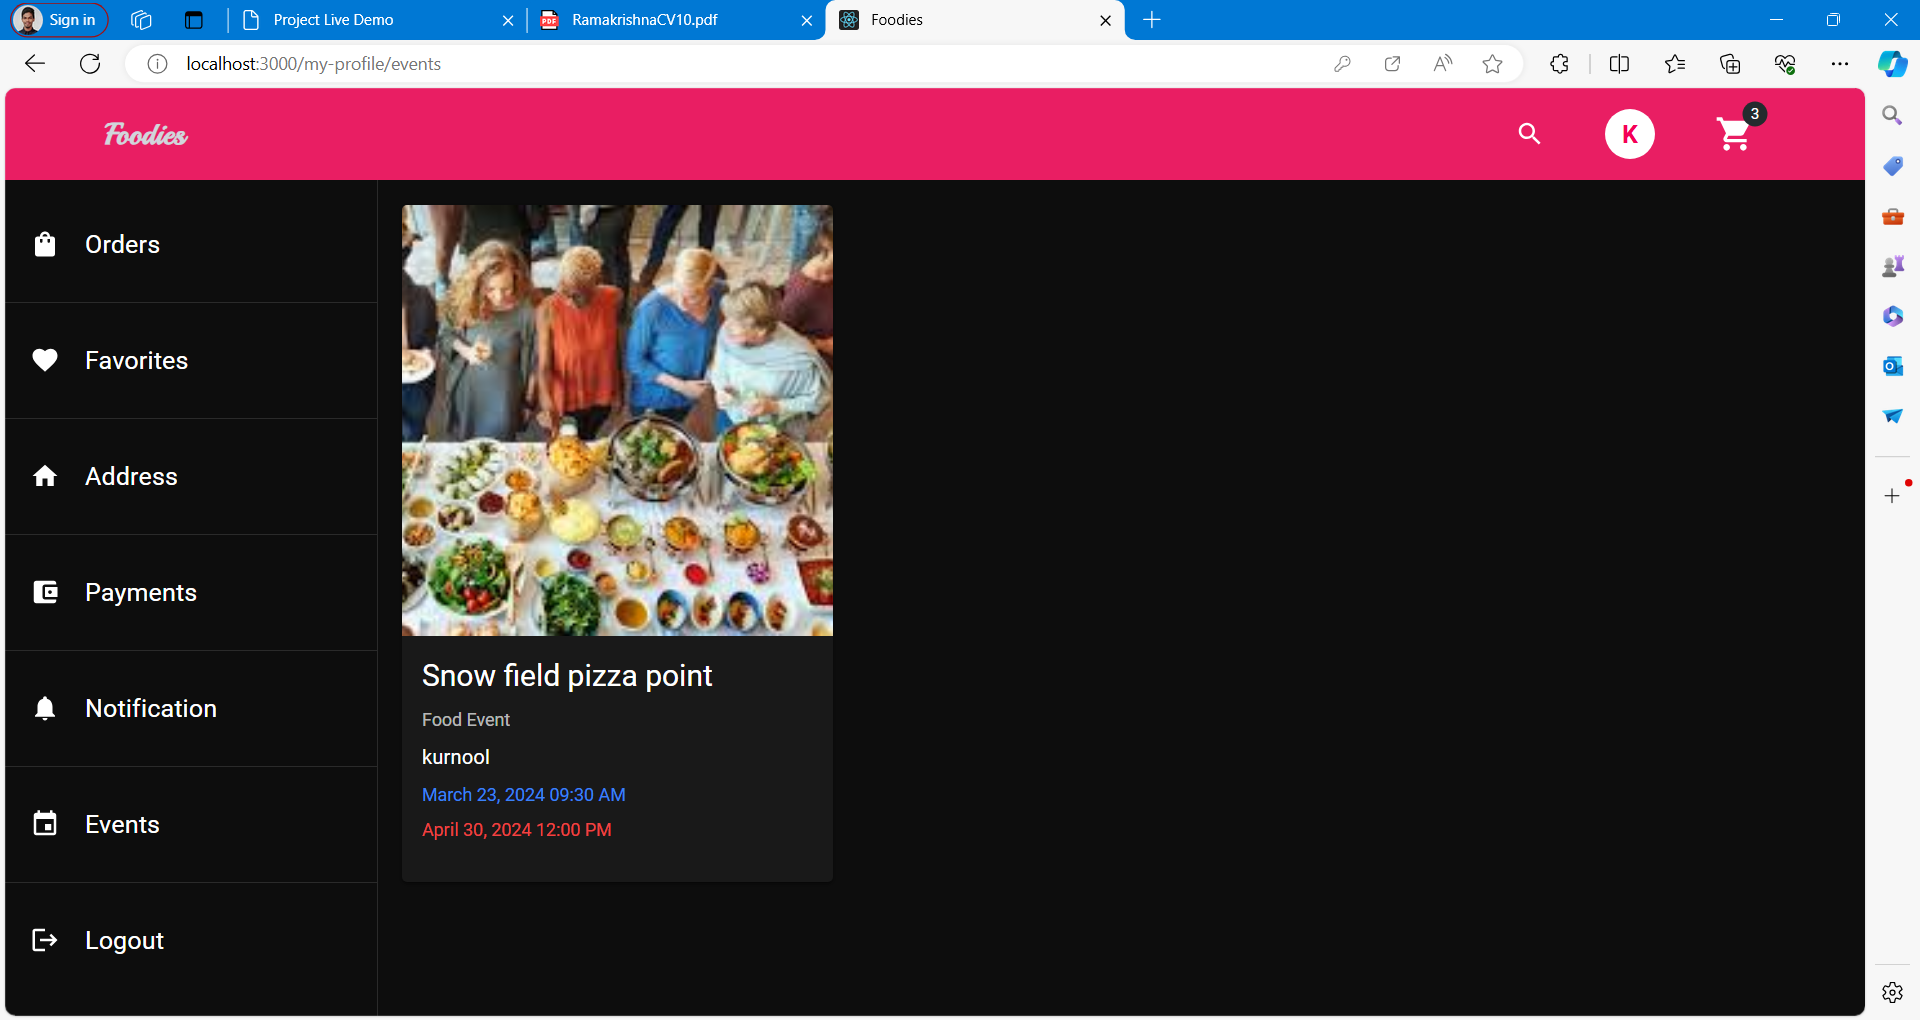 Sign in
Project Live Demo
RamakrishnaCV10.pdf
Foodies
localhost:3000/my-profile/events
Foodies
K
3
Orders
Favorites
Address
Payments
Notification
Events
Logout
Snow field pizza point
Food Event
kurnool
March 23, 2024 09:30 AM
April 30, 2024 12:00 PM